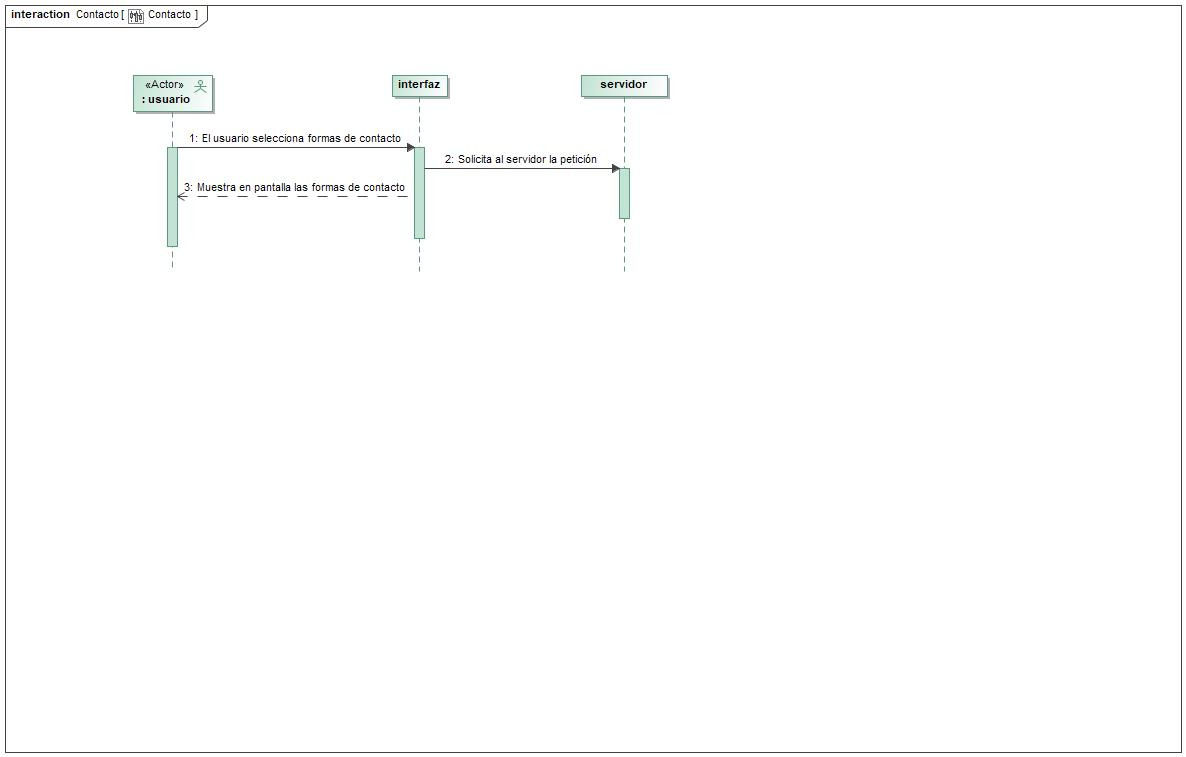 interaction Contacto [ Contacto ]
«Actor»
: usuario
interfaz
servidor
1: El usuario selecciona formas de contacto
2: Solicita al servidor la petición
3: Muestra en pantalla las formas de contacto